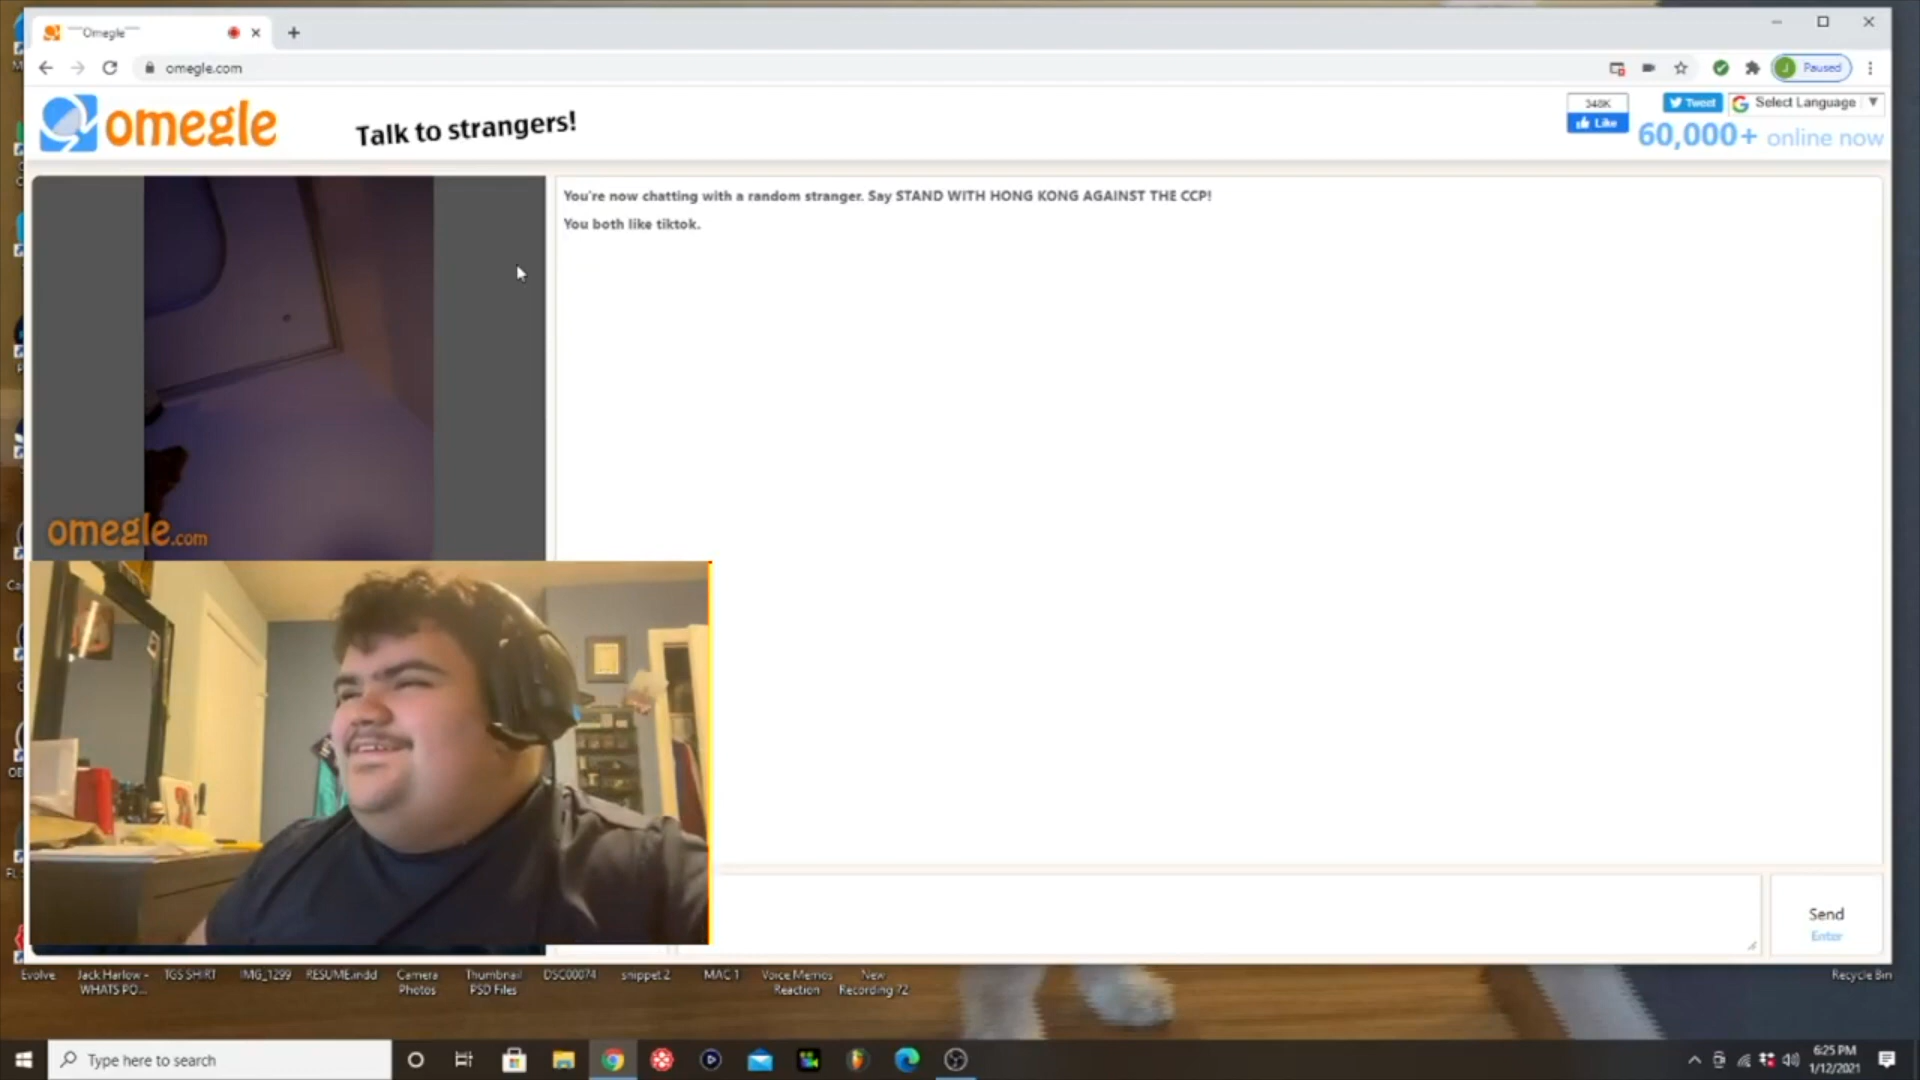 Omegle
omegle.com
Paused
omegle
Talk to strangers!
348K
Like
Tweet
Select Language
60,000+ online now
You're now chatting with a random stranger. Say STAND WITH HONG KONG AGAINST THE CCP!
You both like tiktok.
omegle.com
Send
Enter
Evolve
Jack Harlow - WHATS PO...
TGS SHIRT
IMG_1299
RESUME.indd
Camera Photos
Thumbnail PSD Files
DSC00074
snippet 2
MAC 1
Voice Memos Reaction
New Recording 72
Recycle Bin
Type here to search
6:25 PM
1/12/2021